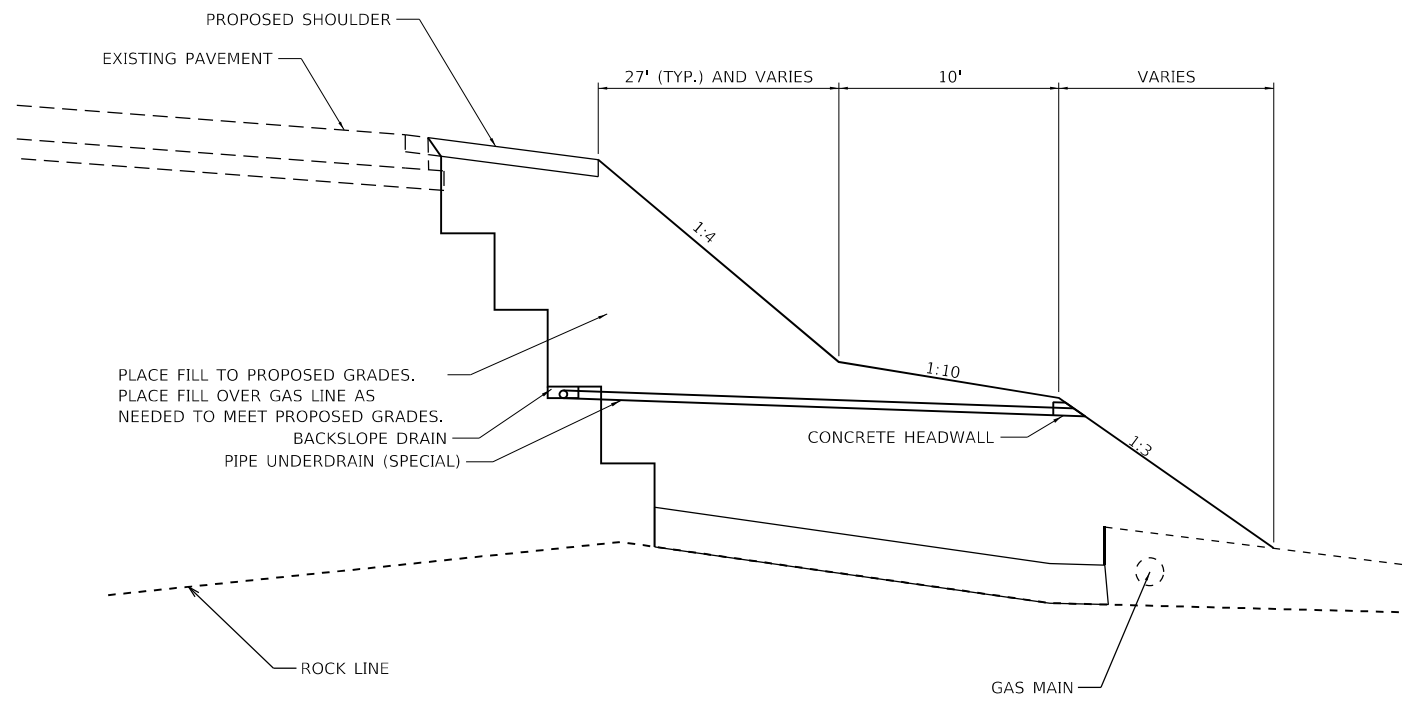 PROPOSED SHOULDER
EXISTING PAVEMENT
27' (TYP.) AND VARIES
10'
VARIES
1:4
1:10
1:3
PLACE FILL TO PROPOSED GRADES.
PLACE FILL OVER GAS LINE AS
NEEDED TO MEET PROPOSED GRADES.
BACKSLOPE DRAIN
PIPE UNDERDRAIN (SPECIAL)
CONCRETE HEADWALL
ROCK LINE
GAS MAIN